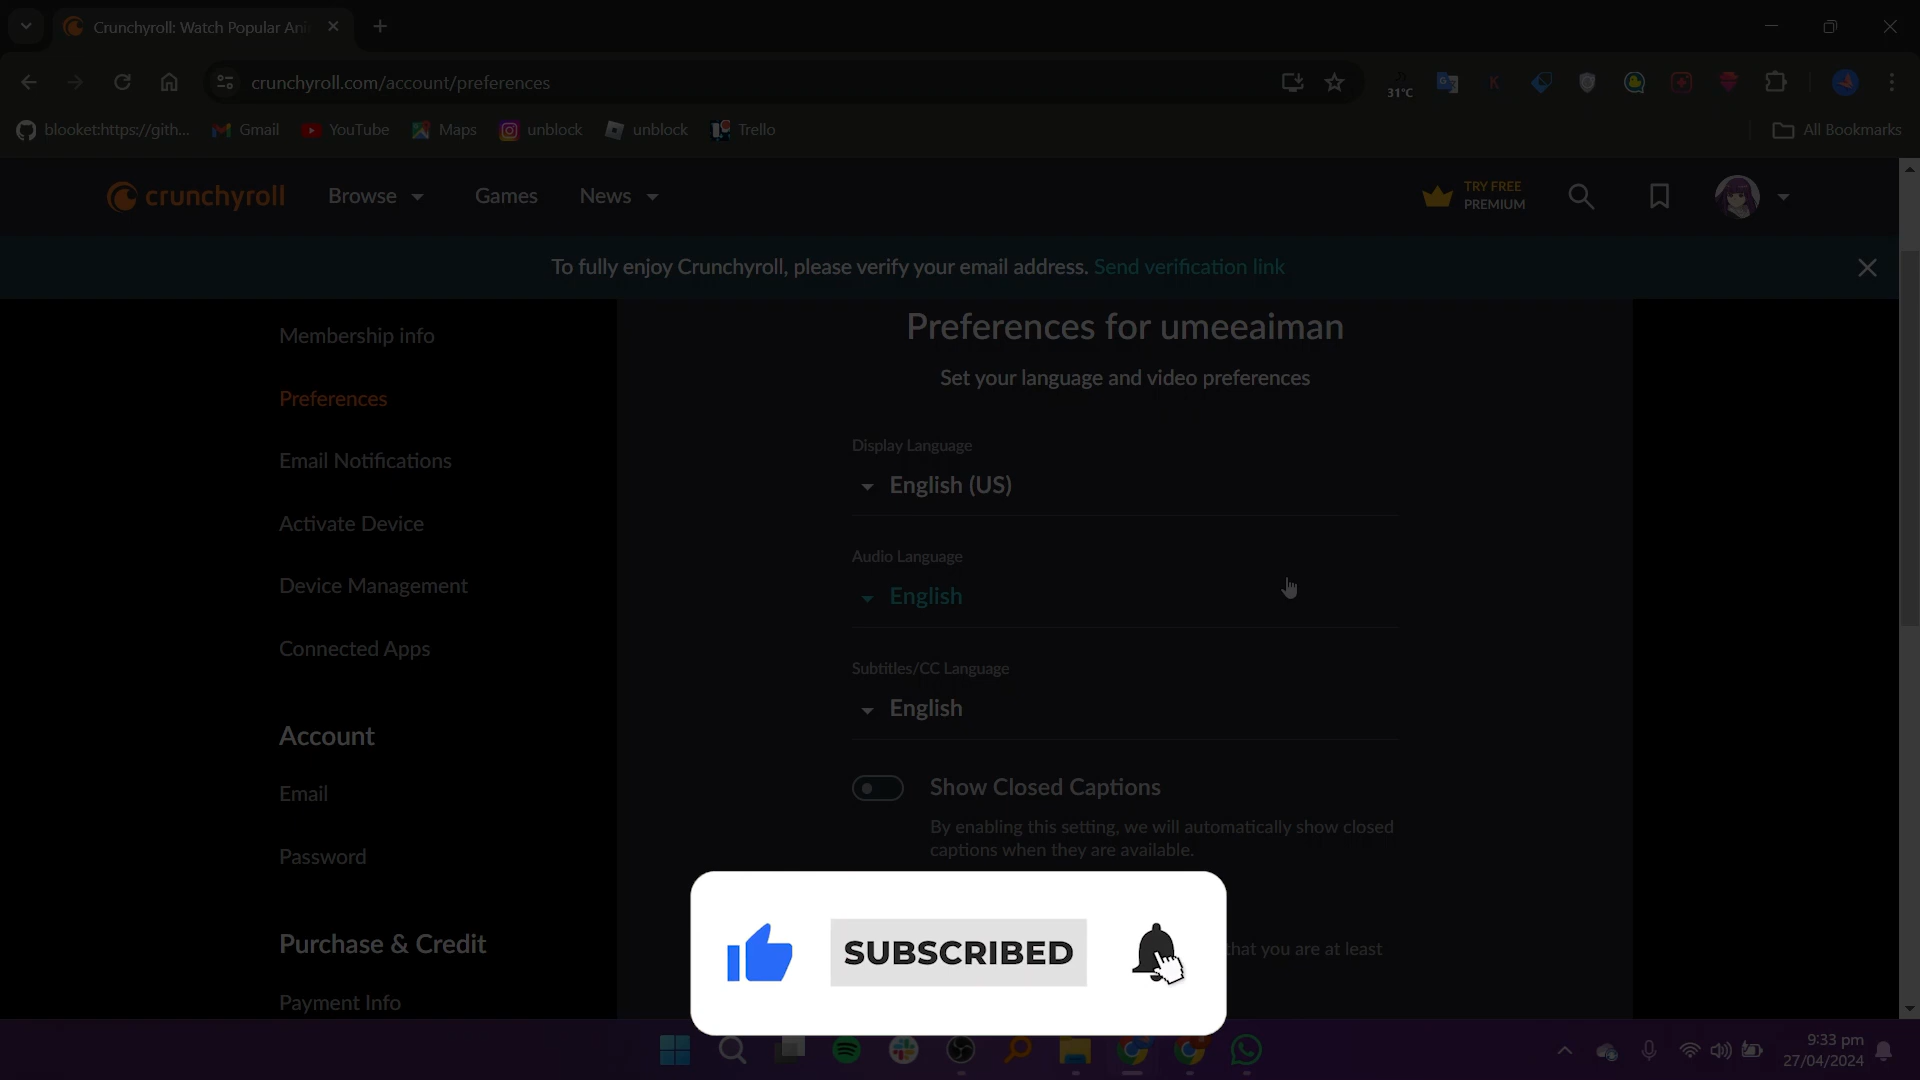 Crunchyroll: Watch Popular Ani
crunchyroll.com/account/preferences
31°C
blooket:https://gith...
Gmail
YouTube
Maps
unblock
unblock
Trello
All Bookmarks
crunchyroll
Browse
Games
News
TRY FREE
PREMIUM
To fully enjoy Crunchyroll, please verify your email address. Send verification link
Membership info
Preferences
Email Notifications
Activate Device
Device Management
Connected Apps
Account
Email
Password
Purchase & Credit
Payment Info
Preferences for umeeaiman
Set your language and video preferences
Display Language
English (US)
Audio Language
English
Subtitles/CC Language
English
Show Closed Captions
By enabling this setting, we will automatically show closed
captions when they are available.
that you are at least
SUBSCRIBED
9:33 pm
27/04/2024